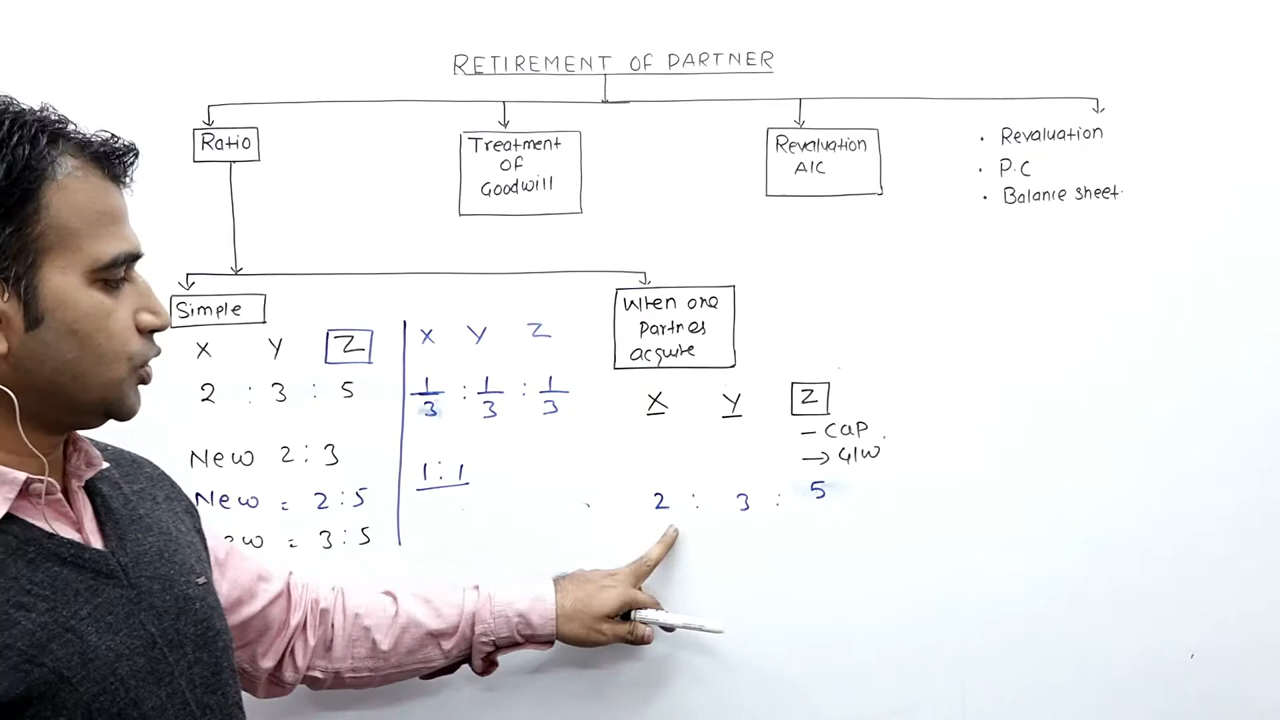 RETIREMENT OF PARTNER
Ratio
Treatment
OF
Goodwill
Revaluation
A/C
· Revaluation
· P.C
· Balance sheet.
Simple
X Y Z
2 : 3 : 5
New 2 : 3
New = 2 : 5
= 3 : 5
X Y Z
1/3 : 1/3 : 1/3
1 : 1
When one
Partnes
acquire
X Y Z
- Cap.
→ G/W
2 : 3 : 5